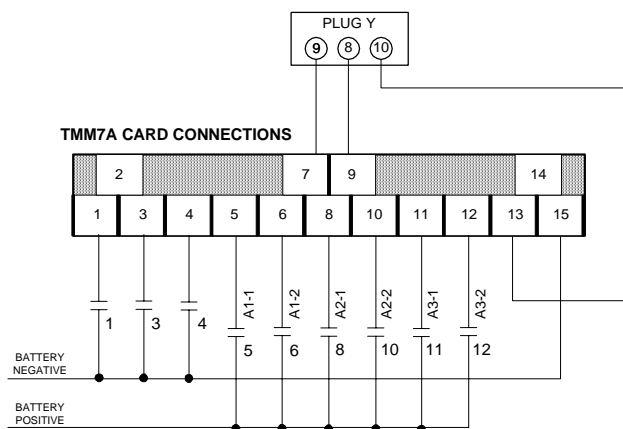 PLUG Y
9 8 10
TMM7A CARD CONNECTIONS
2 7 9 14
1 3 4 5 6 8 10 11 12 13 15
A1-1 A1-2 A2-1 A2-2 A3-1 A3-2
1 3 4
5 6 8 10 11 12
BATTERY
NEGATIVE
BATTERY
POSITIVE